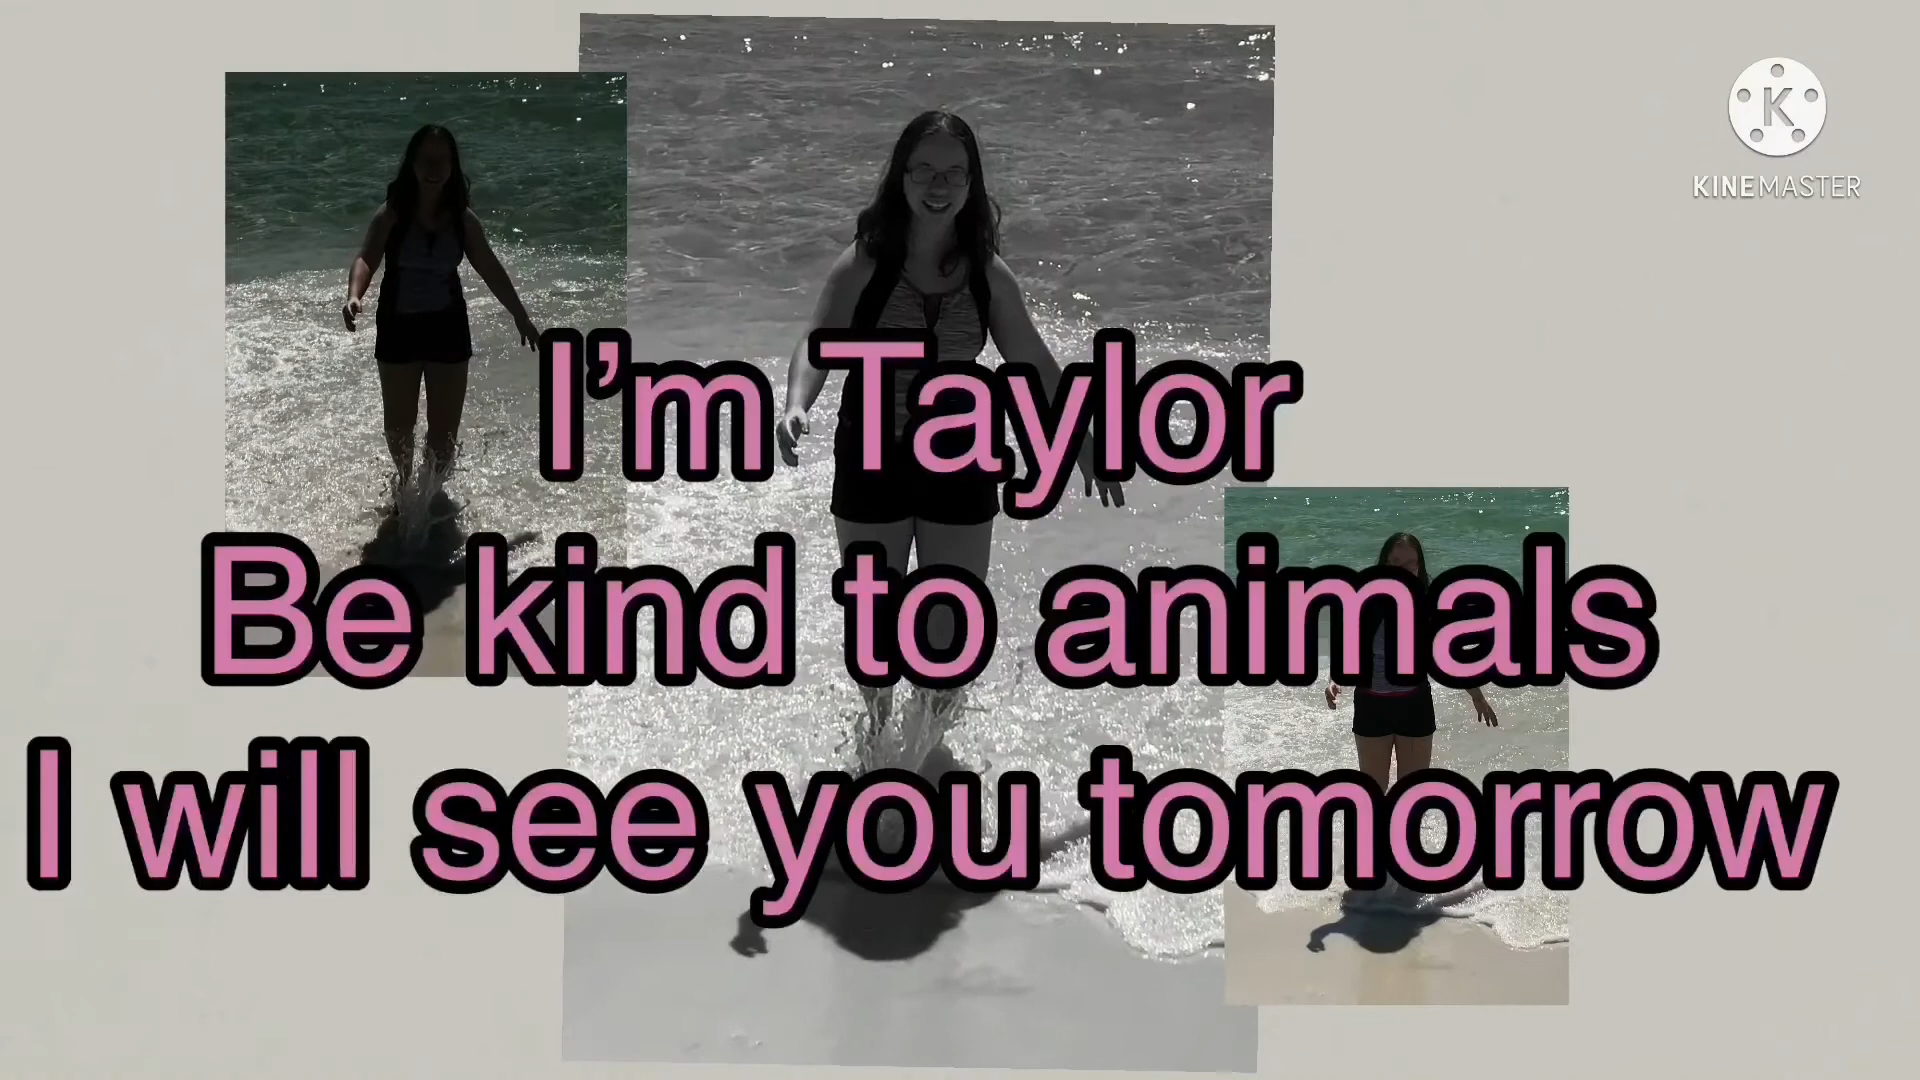 K
KINEMASTER
I’m Taylor
Be kind to animals
I will see you tomorrow